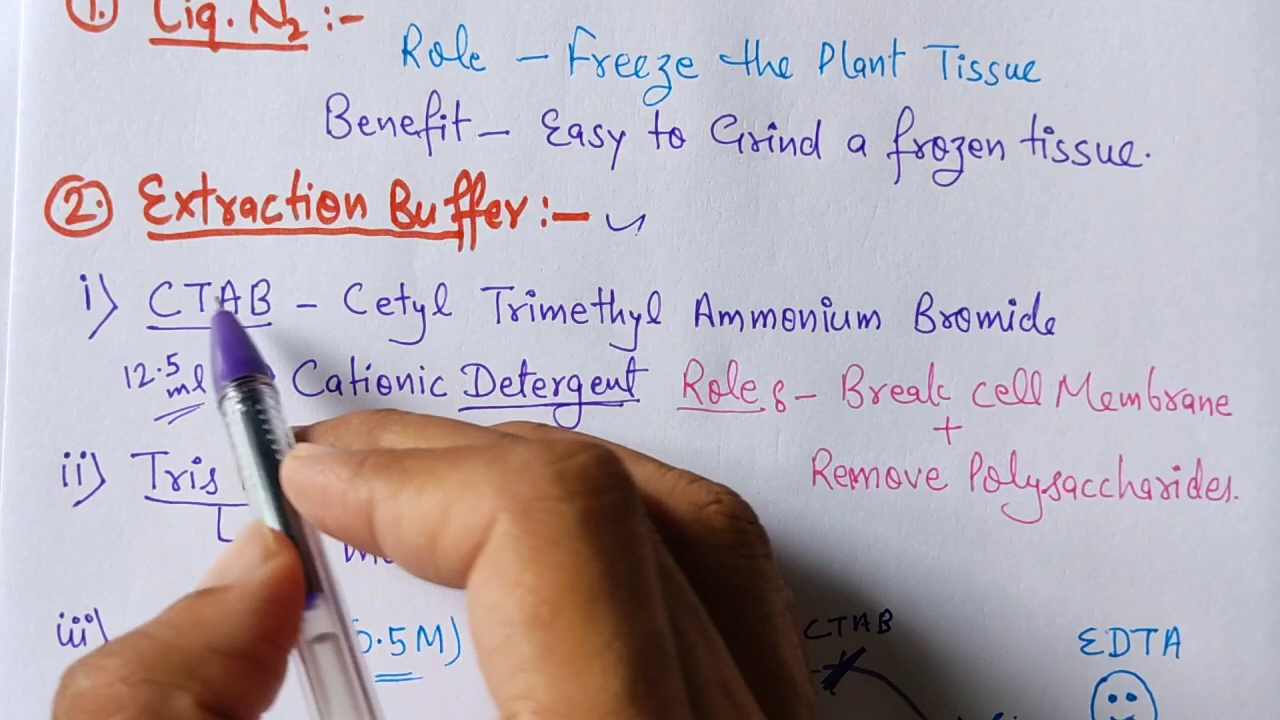 1. Liq. N2 :-
Role - Freeze the Plant Tissue
Benefit - Easy to Grind a frozen tissue.
2. Extraction Buffer :-
i) CTAB - Cetyl Trimethyl Ammonium Bromide
12.5 ml Cationic Detergent Roles - Break cell Membrane
+
ii) Tris Remove Polysaccharides.
iii) 0.5M)
CTAB EDTA